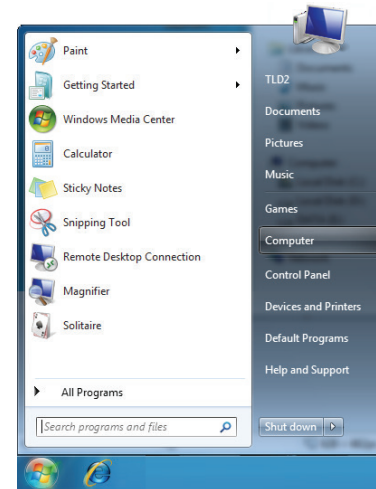 Paint
Getting Started
Windows Media Center
Calculator
Sticky Notes
Snipping Tool
Remote Desktop Connection
Magnifier
Solitaire
All Programs
Search programs and files
TLD2
Documents
Pictures
Music
Games
Computer
Control Panel
Devices and Printers
Default Programs
Help and Support
Shut down